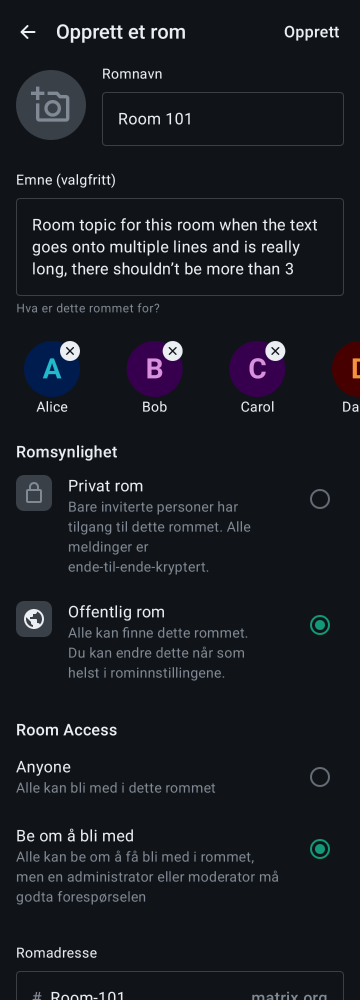 Opprett et rom
Opprett
Romnavn
Room 101
Emne (valgfritt)
Room topic for this room when the text
goes onto multiple lines and is really
long, there shouldn’t be more than 3
Hva er dette rommet for?
A
B
C
Alice
Bob
Carol
Romsynlighet
Privat rom
Bare inviterte personer har
tilgang til dette rommet. Alle
meldinger er
ende-til-ende-kryptert.
Offentlig rom
Alle kan finne dette rommet.
Du kan endre dette når som
helst i rominnstillingene.
Room Access
Anyone
Alle kan bli med i dette rommet
Be om å bli med
Alle kan be om å få bli med i rommet,
men en administrator eller moderator må
godta forespørselen
Romadresse
# Room-101
matrix.org